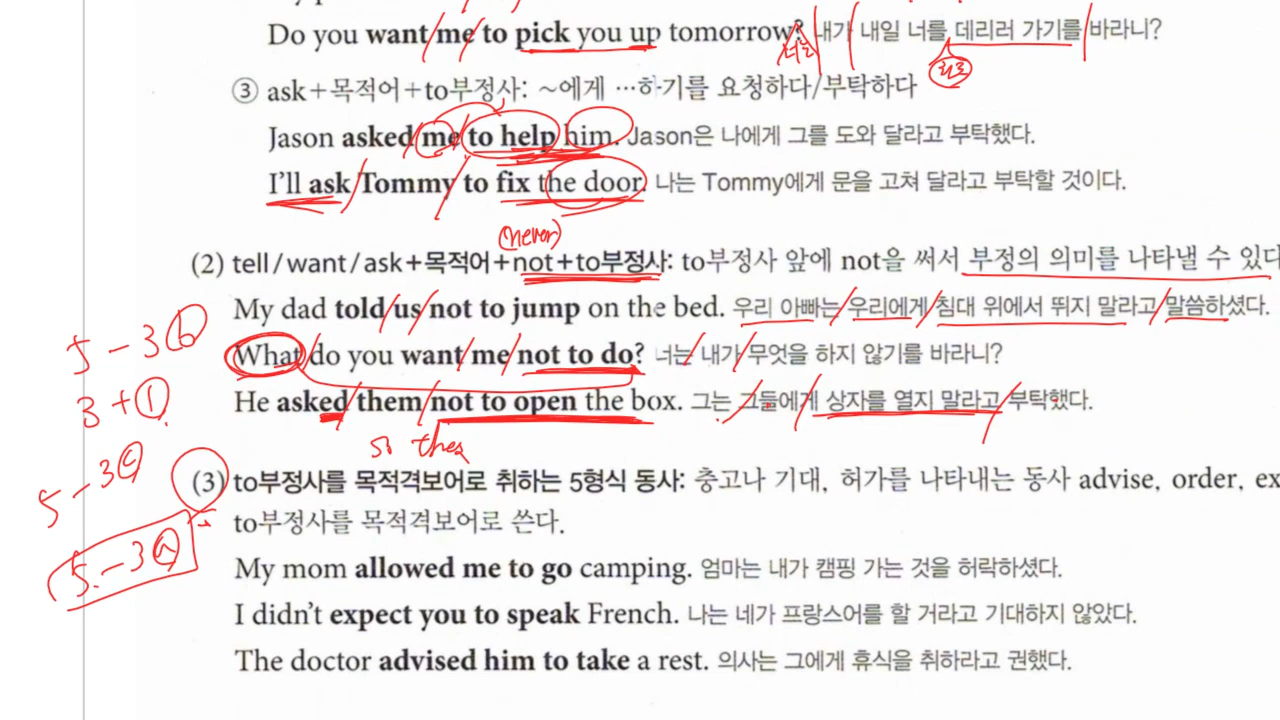 Do you want me to pick you up tomorrow? 내가 내일 너를 데리러 가기를 바라니?
너는
③ ask+목적어+to부정사: ~에게 …하기를 요청하다/부탁하다
Jason asked me to help him. Jason은 나에게 그를 도와 달라고 부탁했다.
I'll ask Tommy to fix the door. 나는 Tommy에게 문을 고쳐 달라고 부탁할 것이다.
(never)
(2) tell/want/ask+목적어+not+to부정사: to부정사 앞에 not을 써서 부정의 의미를 나타낼 수 있다
My dad told us not to jump on the bed. 우리 아빠는 우리에게 침대 위에서 뛰지 말라고 말씀하셨다.
5-3ⓑ
What do you want me not to do? 너는 내가 무엇을 하지 않기를 바라니?
3+①
He asked them not to open the box. 그는 그들에게 상자를 열지 말라고 부탁했다.
5-3ⓒ
(3) to부정사를 목적격보어로 취하는 5형식 동사: 충고나 기대, 허가를 나타내는 동사 advise, order, ex
to부정사를 목적격보어로 쓴다.
5-3ⓐ
My mom allowed me to go camping. 엄마는 내가 캠핑 가는 것을 허락하셨다.
I didn't expect you to speak French. 나는 네가 프랑스어를 할 거라고 기대하지 않았다.
The doctor advised him to take a rest. 의사는 그에게 휴식을 취하라고 권했다.